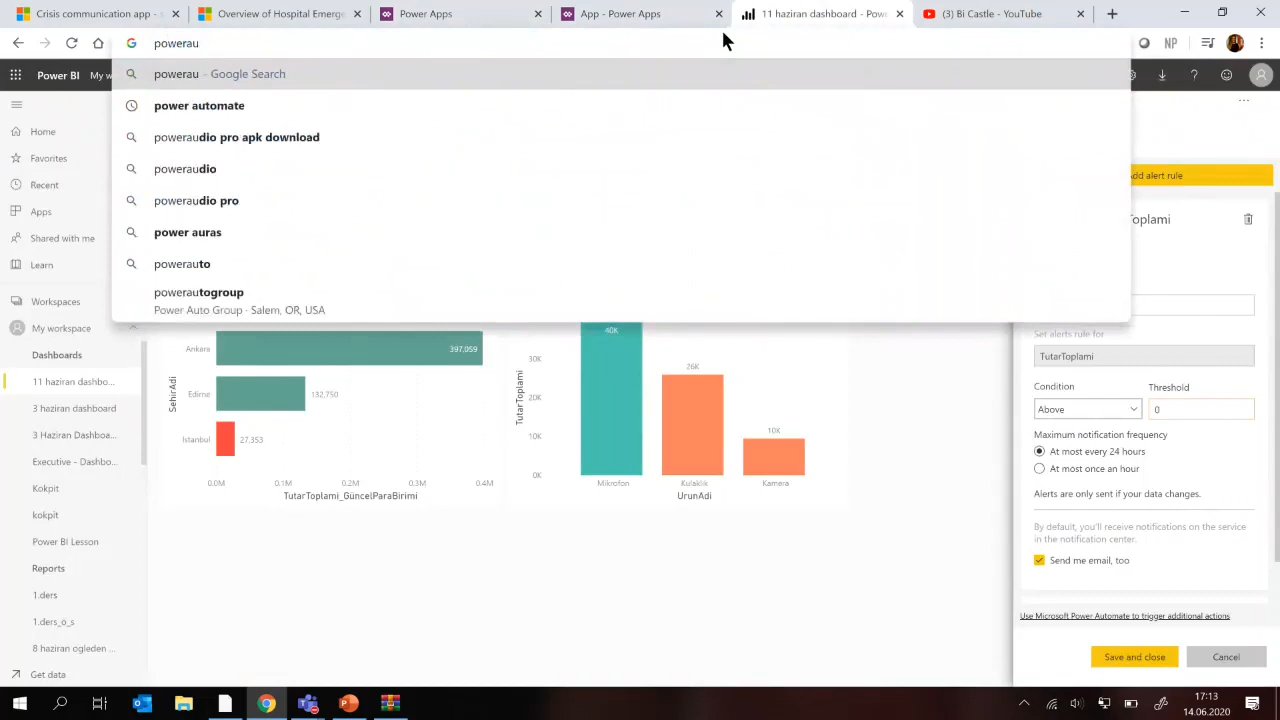 Crisis communication app - s
Overview of Hospital Emerg
Power Apps
App - Power Apps
11 haziran dashboard - Pow
(3) Bi Castle - YouTube
powerau
NP
powerau - Google Search
power automate
poweraudio pro apk download
poweraudio
poweraudio pro
power auras
powerauto
powerautogroup
Power Auto Group · Salem, OR, USA
Power BI My w
Home
Favorites
Recent
Apps
Shared with me
Learn
Workspaces
My workspace
Dashboards
11 haziran dashbo...
3 haziran dashboard
3 Haziran Dashboa...
Executive - Dashbo...
Kokpit
kokpit
Power BI Lesson
Reports
1.ders
1.ders_ö_s
8 haziran ogleden ...
Get data
SehirAdi
Ankara
397,059
Edirne
132,750
Istanbul
27,353
0.0M 0.1M 0.2M 0.3M 0.4M
TutarToplami_GüncelParaBirimi
TutarToplami
40K
30K
26K
20K
10K
10K
0K
Mikrofon Kulaklik Kamera
UrunAdi
dd alert rule
Toplami
Set alerts rule for
TutarToplami
Condition
Threshold
Above
0
Maximum notification frequency
At most every 24 hours
At most once an hour
Alerts are only sent if your data changes.
By default, you'll receive notifications on the service
in the notification center.
Send me email, too
Use Microsoft Power Automate to trigger additional actions
Save and close
Cancel
17:13
14.06.2020